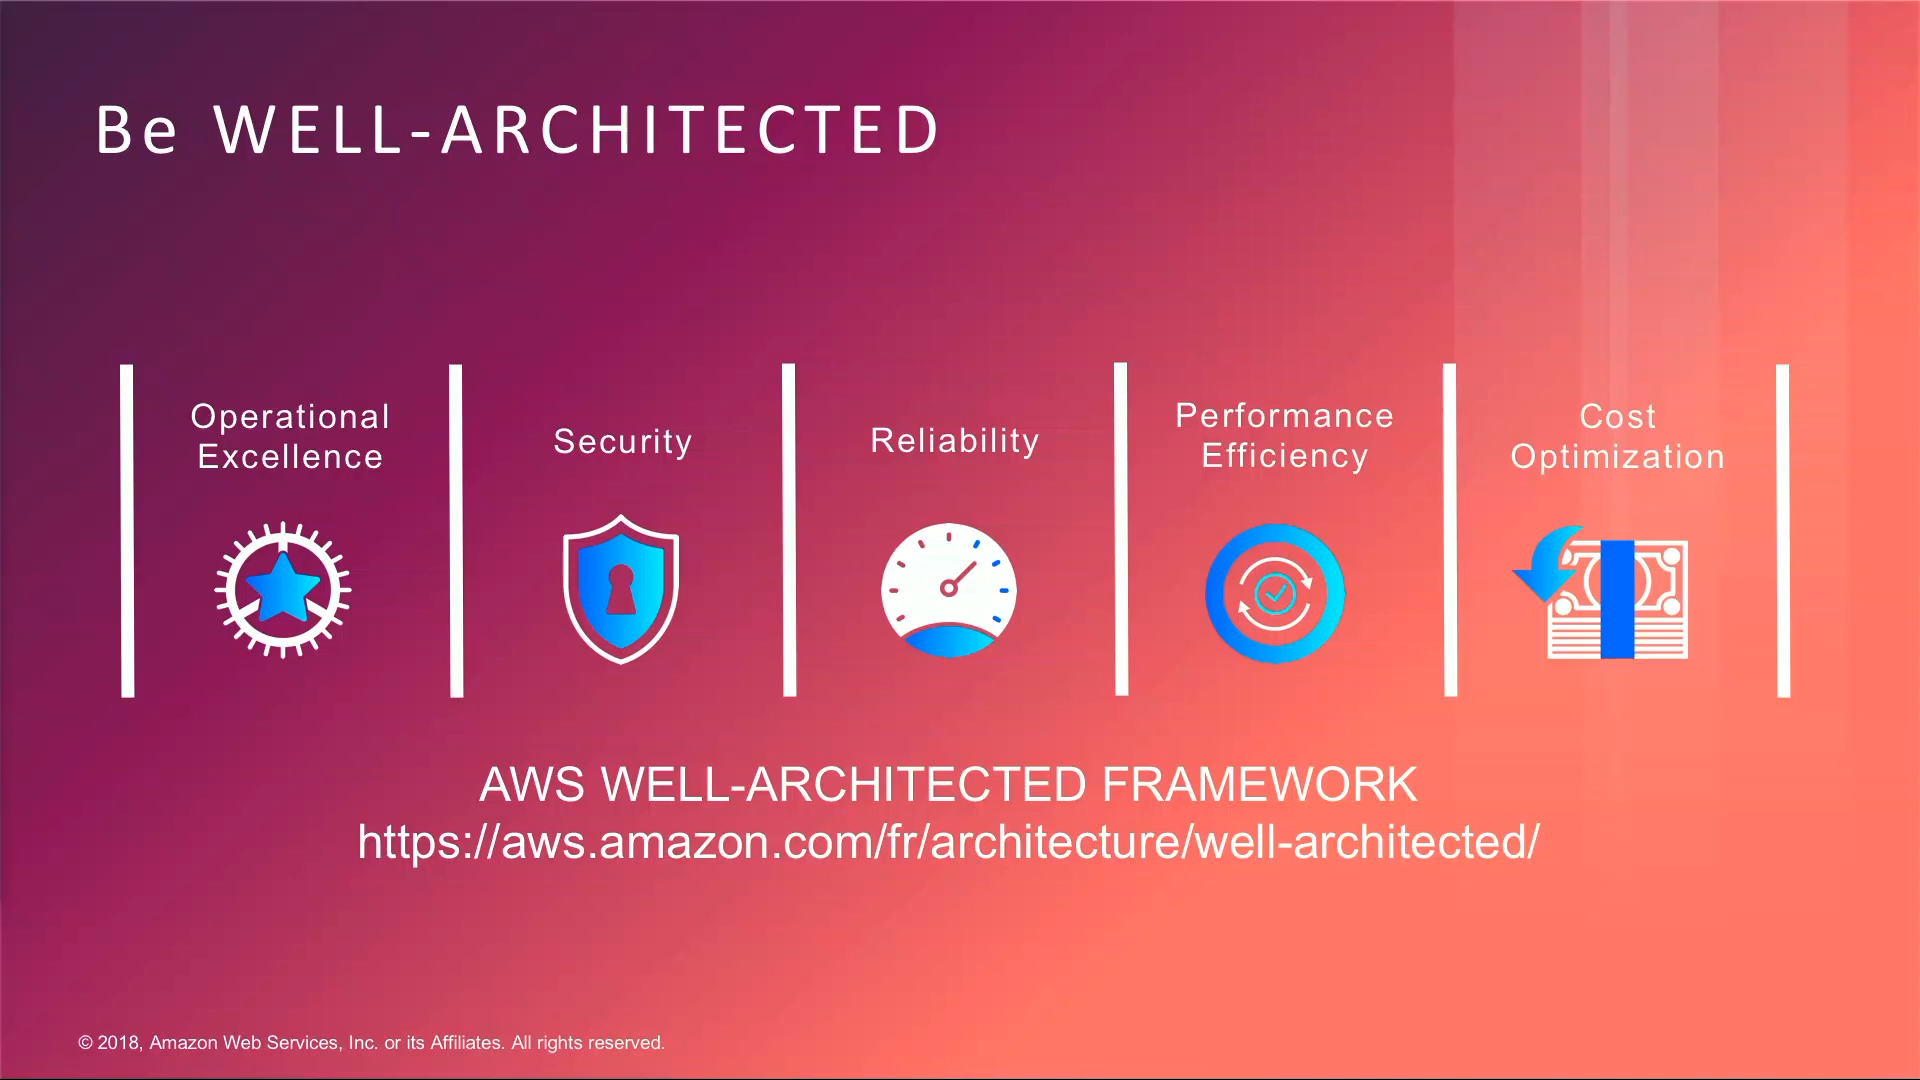 Be WELL-ARCHITECTED
Operational
Excellence
Security
Reliability
Performance
Efficiency
Cost
Optimization
AWS WELL-ARCHITECTED FRAMEWORK
https://aws.amazon.com/fr/architecture/well-architected/
© 2018, Amazon Web Services, Inc. or its Affiliates. All rights reserved.